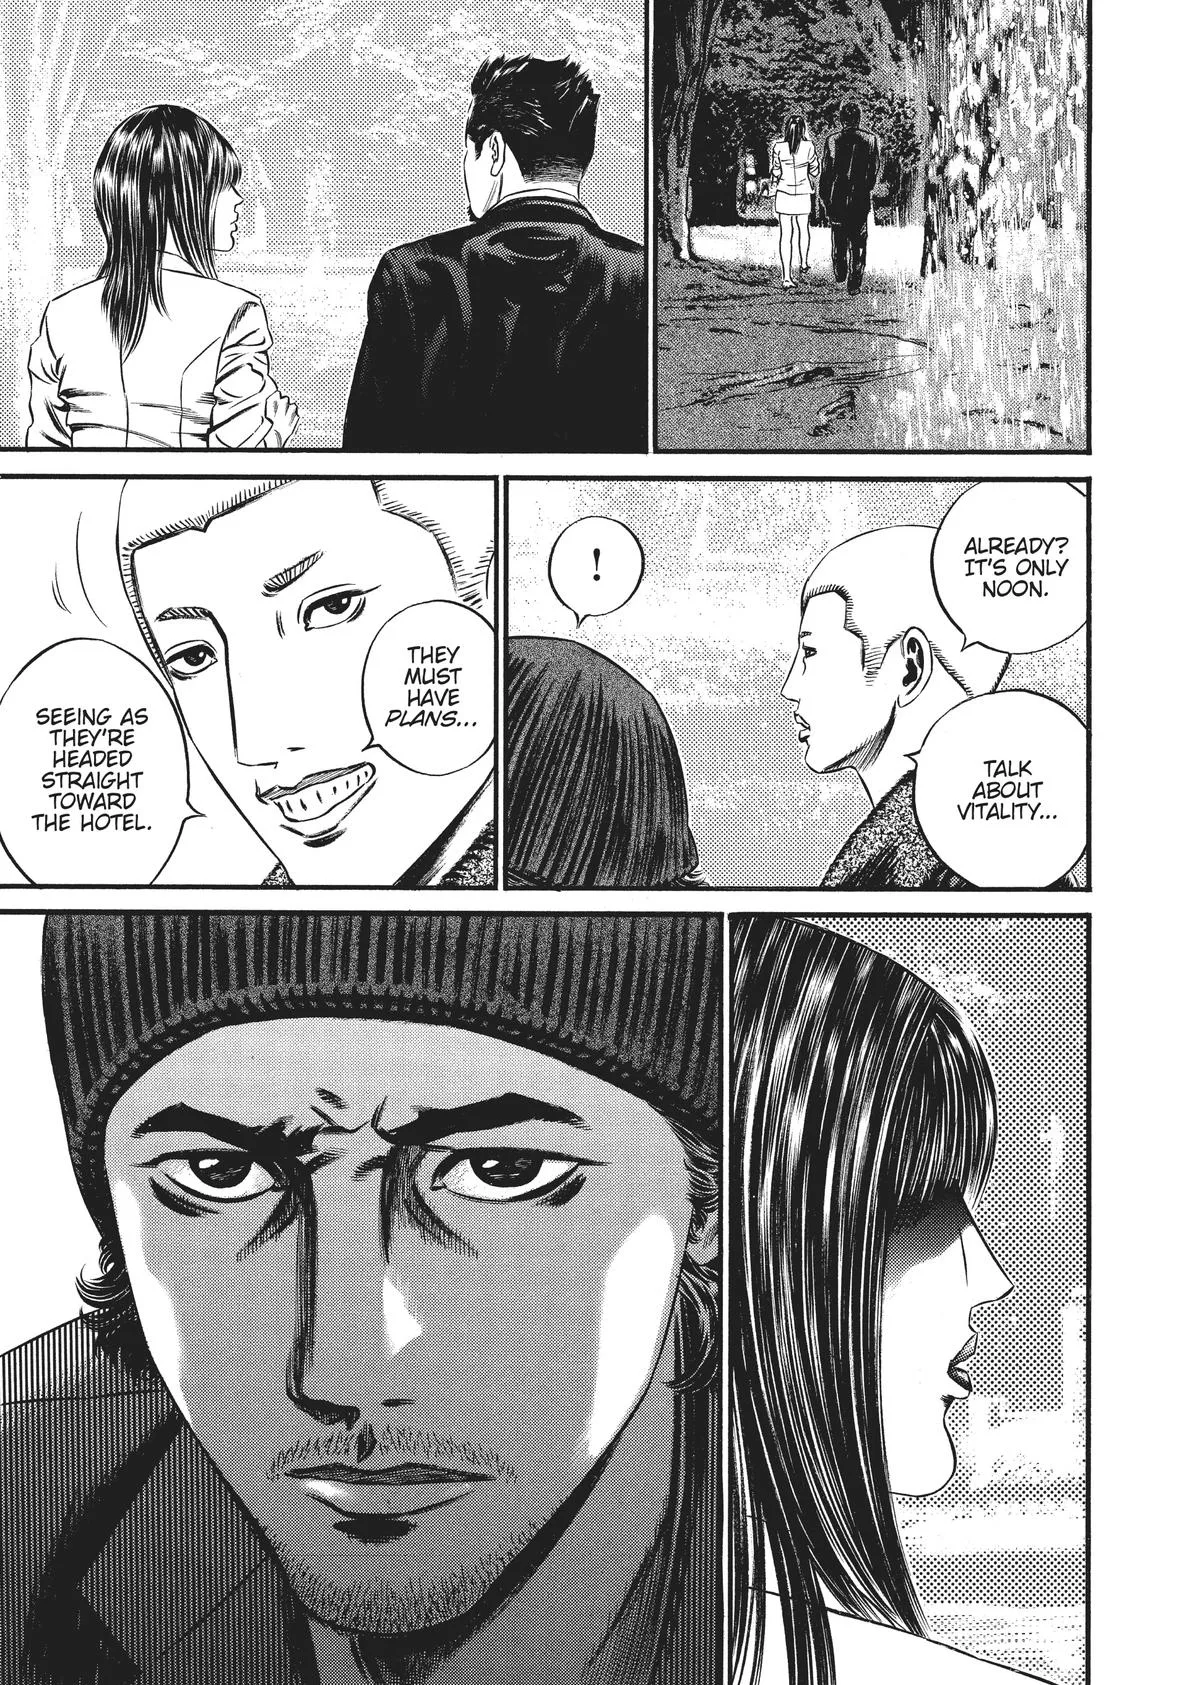 THEY
MUST
HAVE
PLANS...
SEEING AS
THEY'RE
HEADED
STRAIGHT
TOWARD
THE HOTEL.
!
ALREADY?
IT'S ONLY
NOON.
TALK
ABOUT
VITALITY...